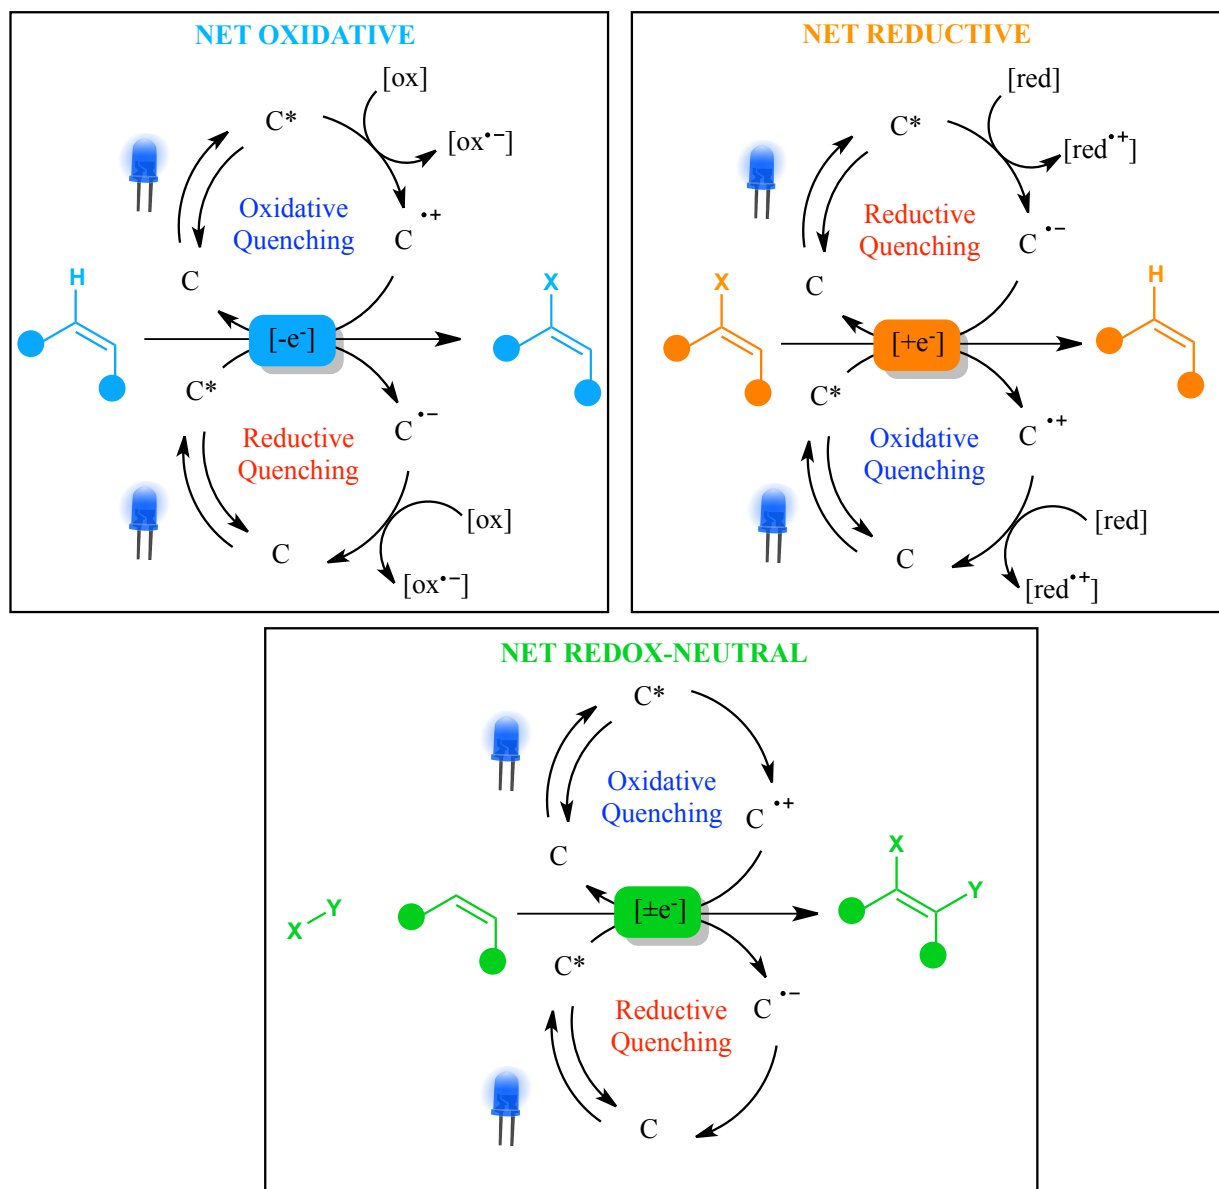 NET OXIDATIVE
[ox]
C*
[ox•−]
Oxidative
Quenching
C•+
H
C
X
[-e-]
C*
C•−
Reductive
Quenching
[ox]
C
[ox•−]
NET REDUCTIVE
[red]
C*
[red•+]
Reductive
Quenching
C•−
X
C
H
[+e-]
C*
C•+
Oxidative
Quenching
[red]
C
[red•+]
NET REDOX-NEUTRAL
C*
Oxidative
Quenching
C•+
C
X
Y
X
Y
[±e-]
C*
C•−
Reductive
Quenching
C